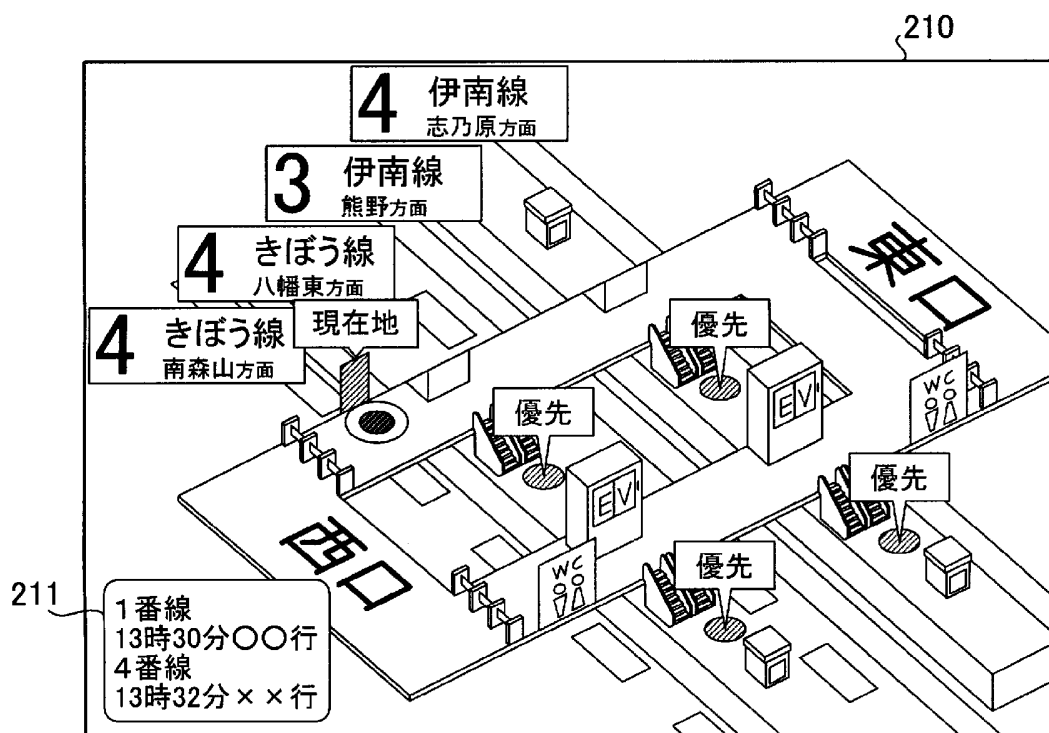 210
4 伊南線
志乃原方面
3 伊南線
熊野方面
4 きぼう線
八幡東方面
4 きぼう線
南森山方面
現在地
優先
優先
優先
優先
東口
西口
EV
EV
WC
WC
211
1番線
13時30分○○行
4番線
13時32分××行